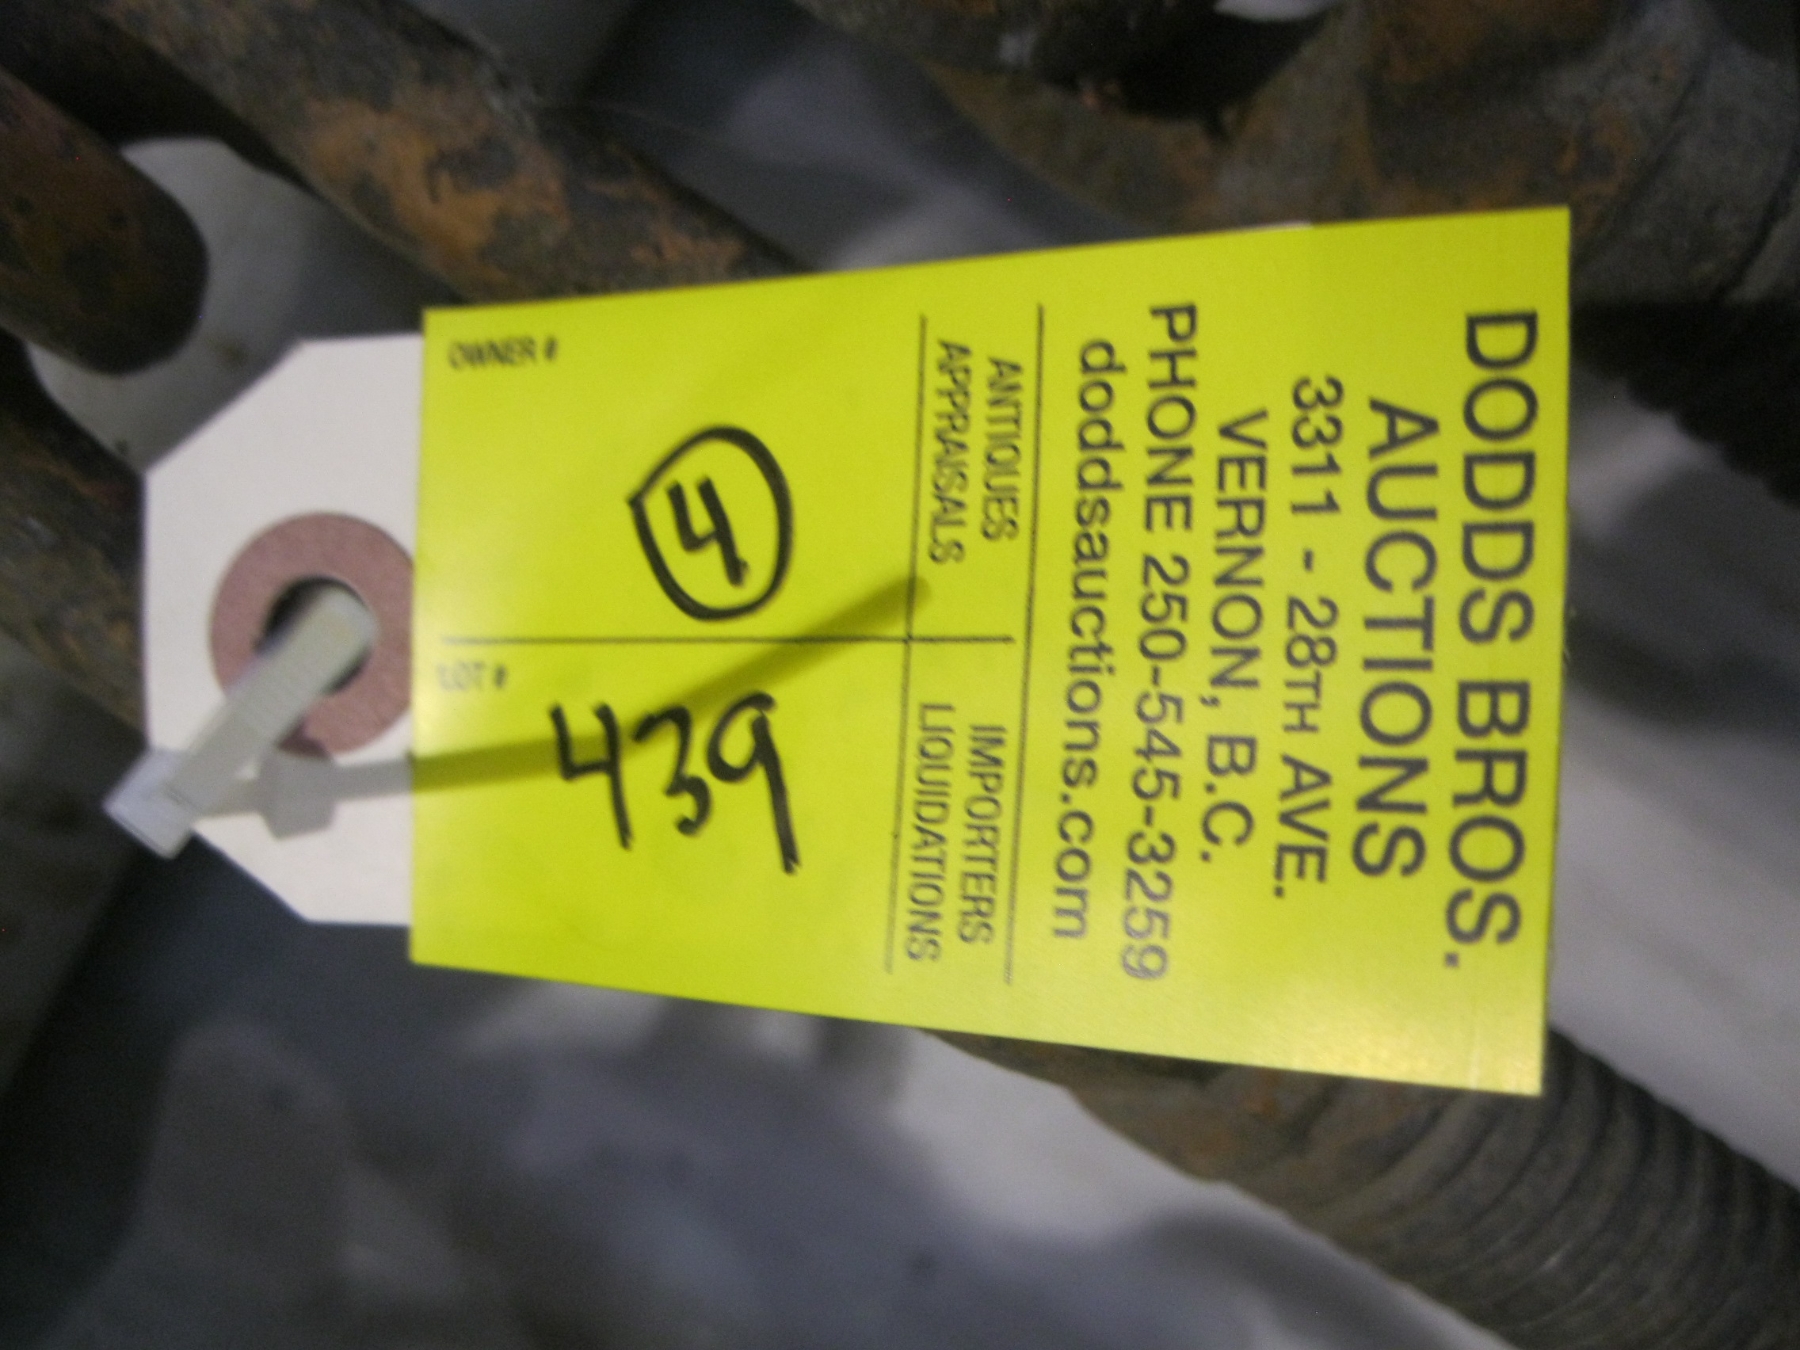 DODDS BROS.
AUCTIONS
3311 - 28TH AVE.
VERNON, B.C.
PHONE 250-545-3259
doddsauctions.com
ANTIQUES
APPRAISALS
IMPORTERS
LIQUIDATIONS
4
439
OWNER #
LOT #